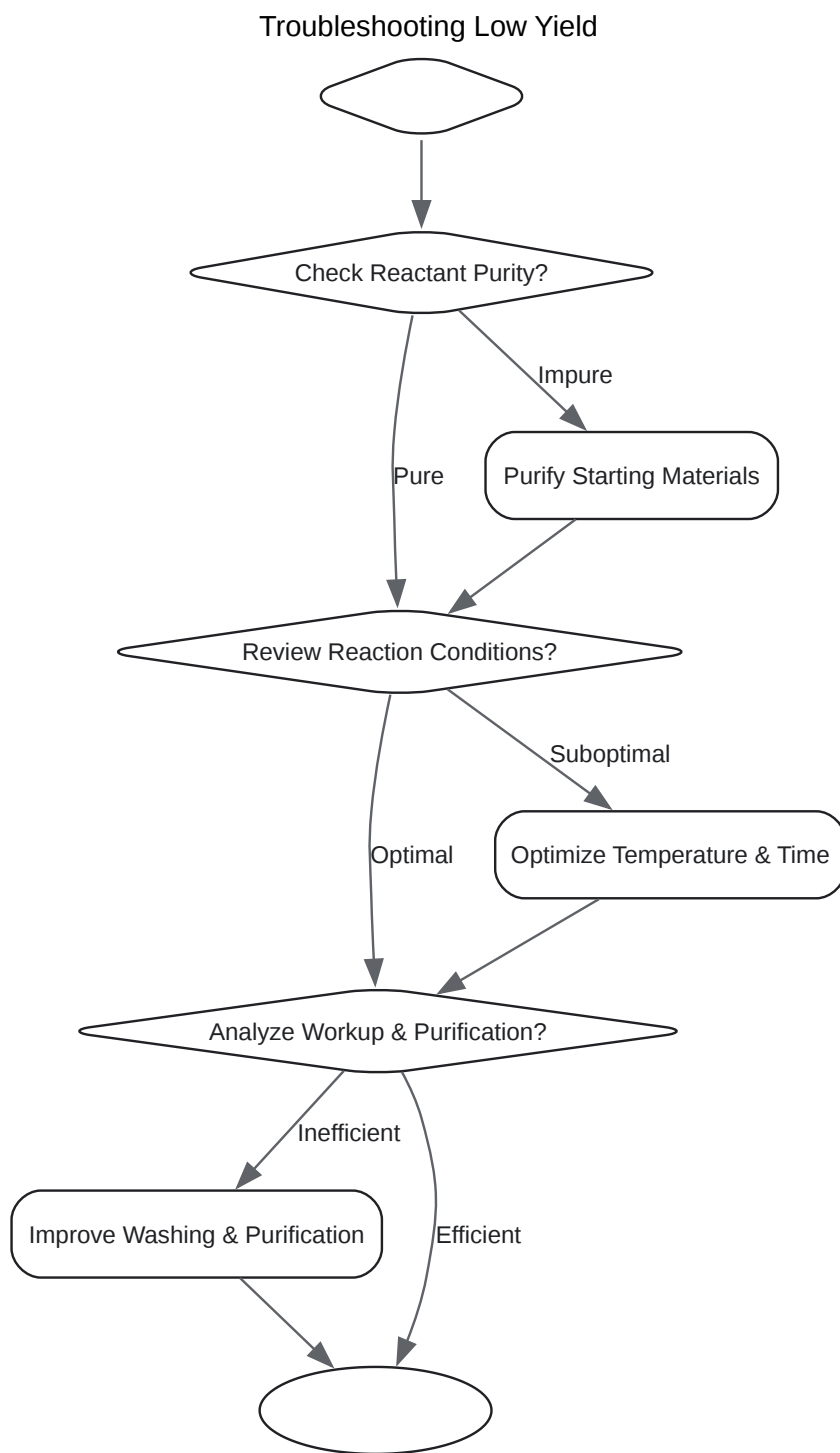 Troubleshooting Low Yield
Check Reactant Purity?
Impure
Pure
Purify Starting Materials
Review Reaction Conditions?
Suboptimal
Optimal
Optimize Temperature & Time
Analyze Workup & Purification?
Inefficient
Improve Washing & Purification
Efficient